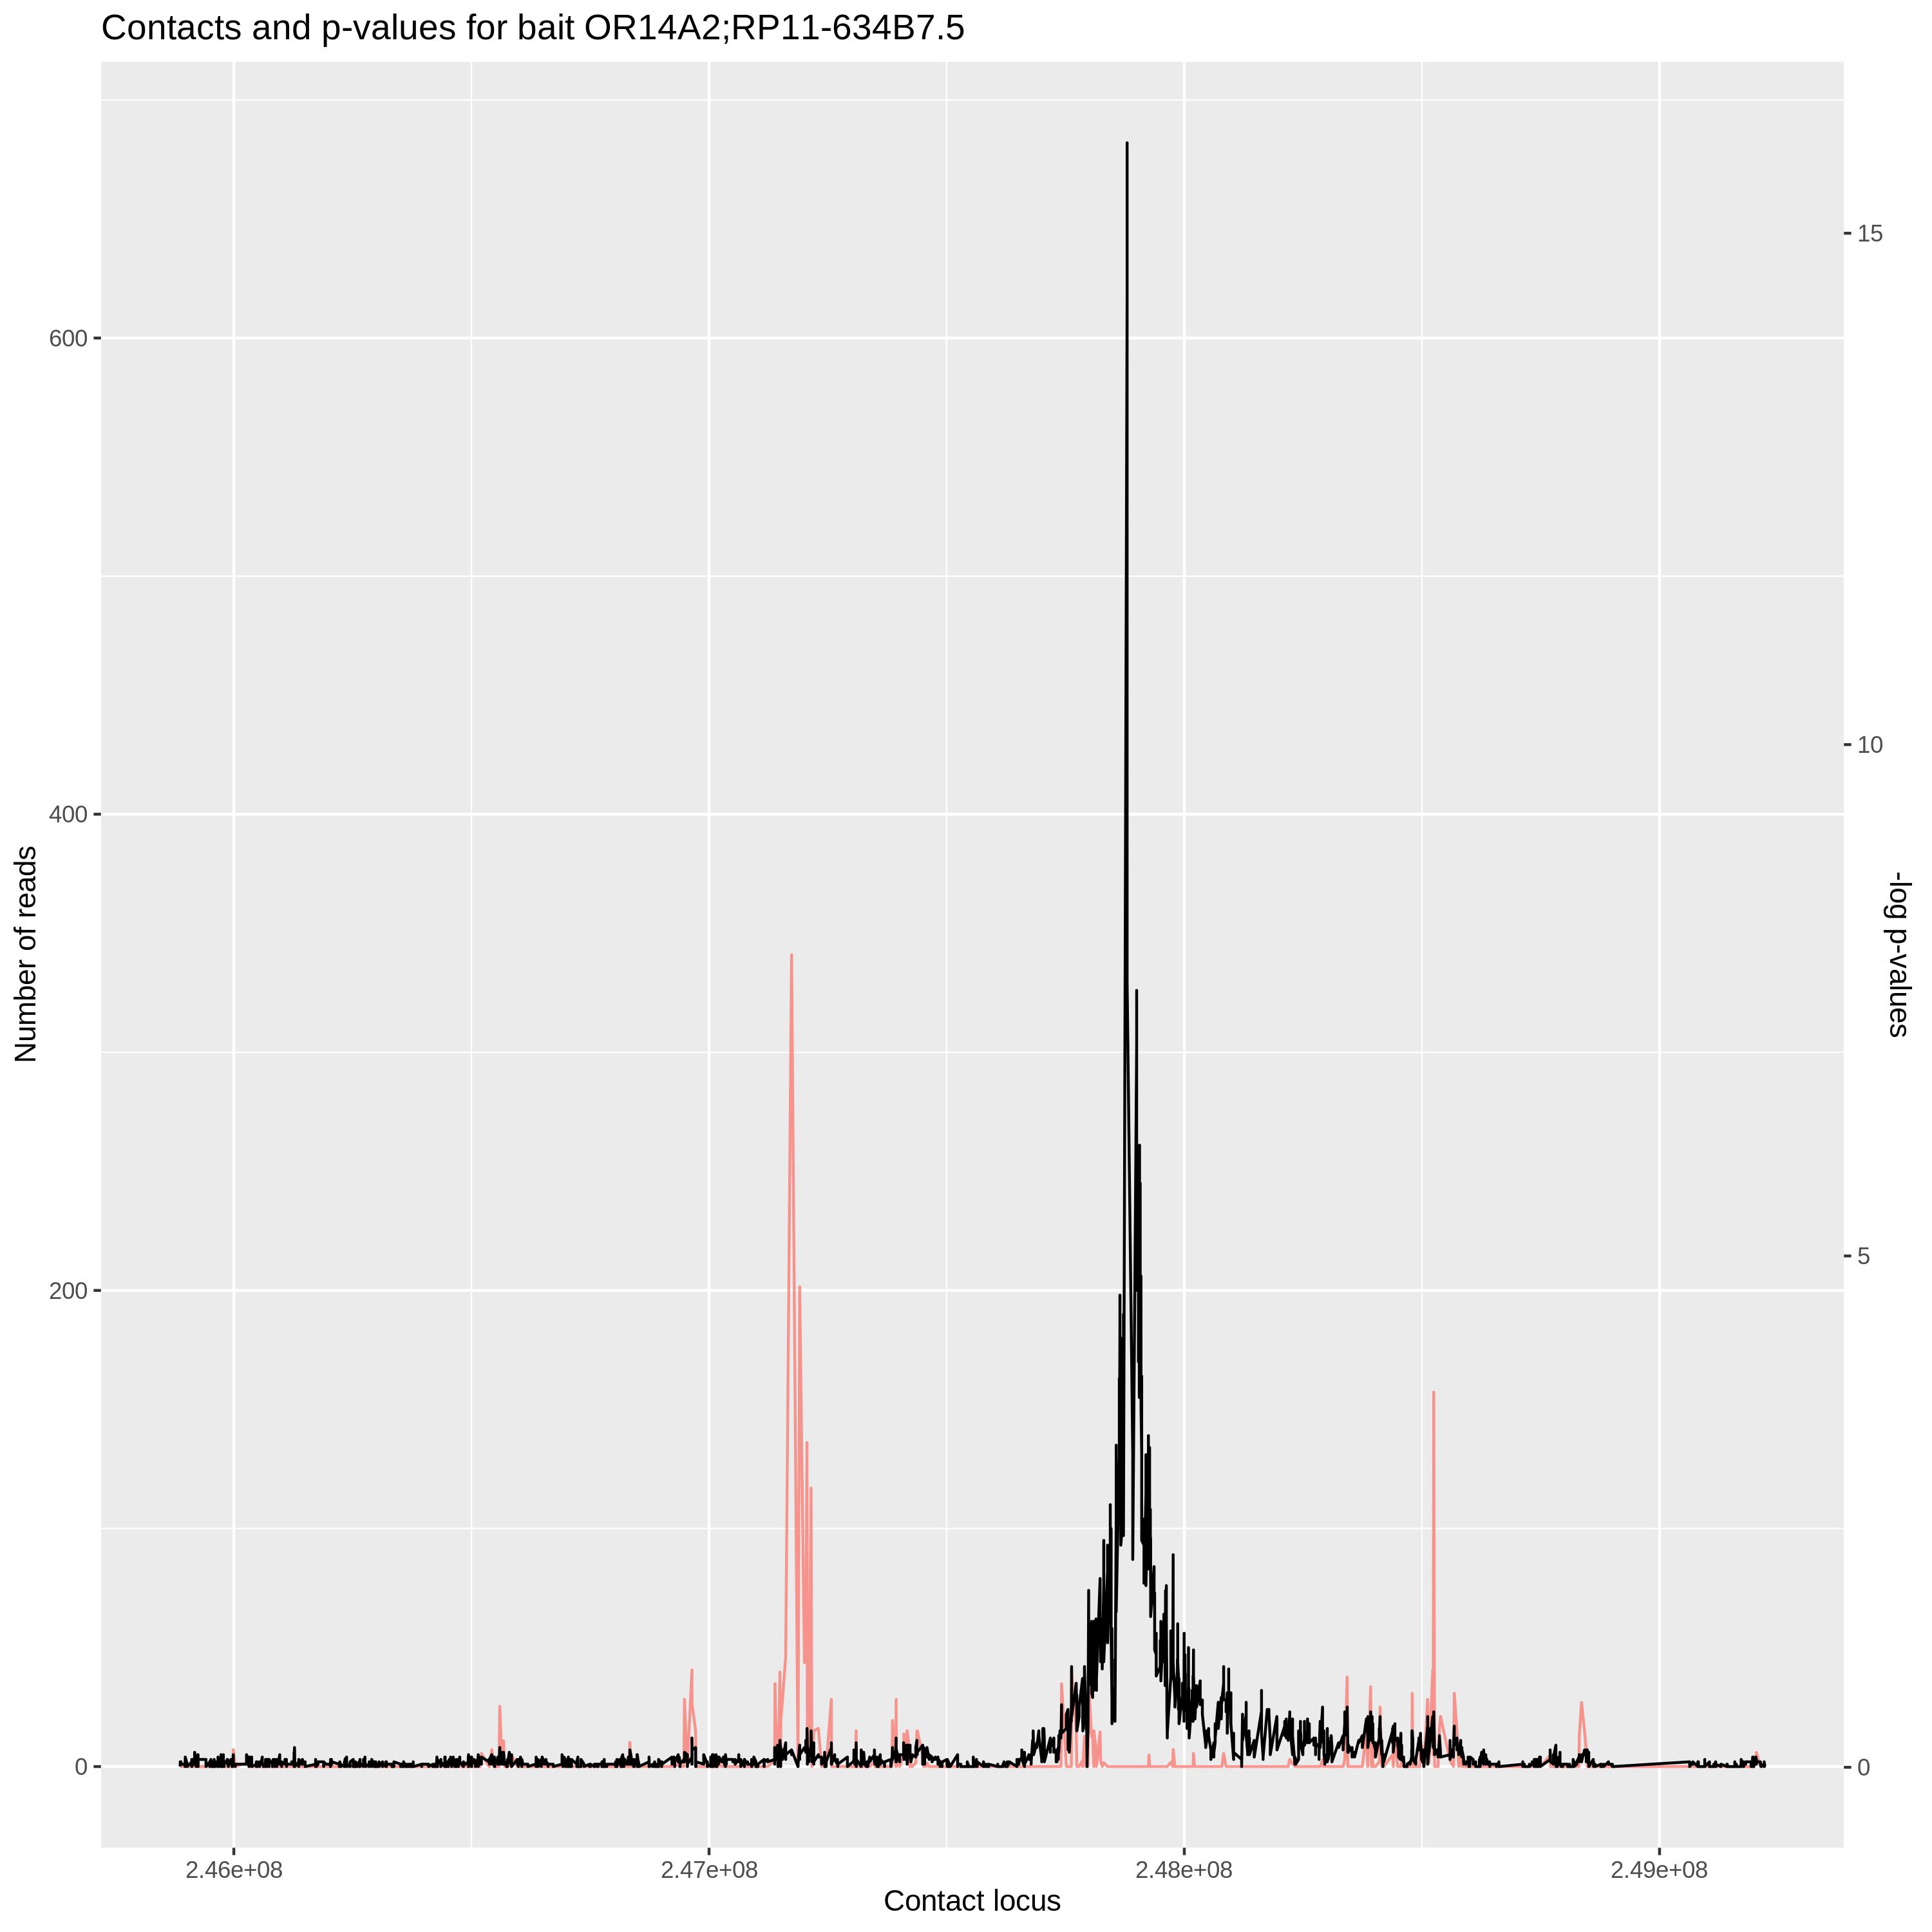 Contacts and p-values for bait OR14A2;RP11-634B7.5
Number of reads
600
400
200
0
15
10
5
0
-log p-values
2.46e+08 2.47e+08 2.48e+08 2.49e+08
Contact locus